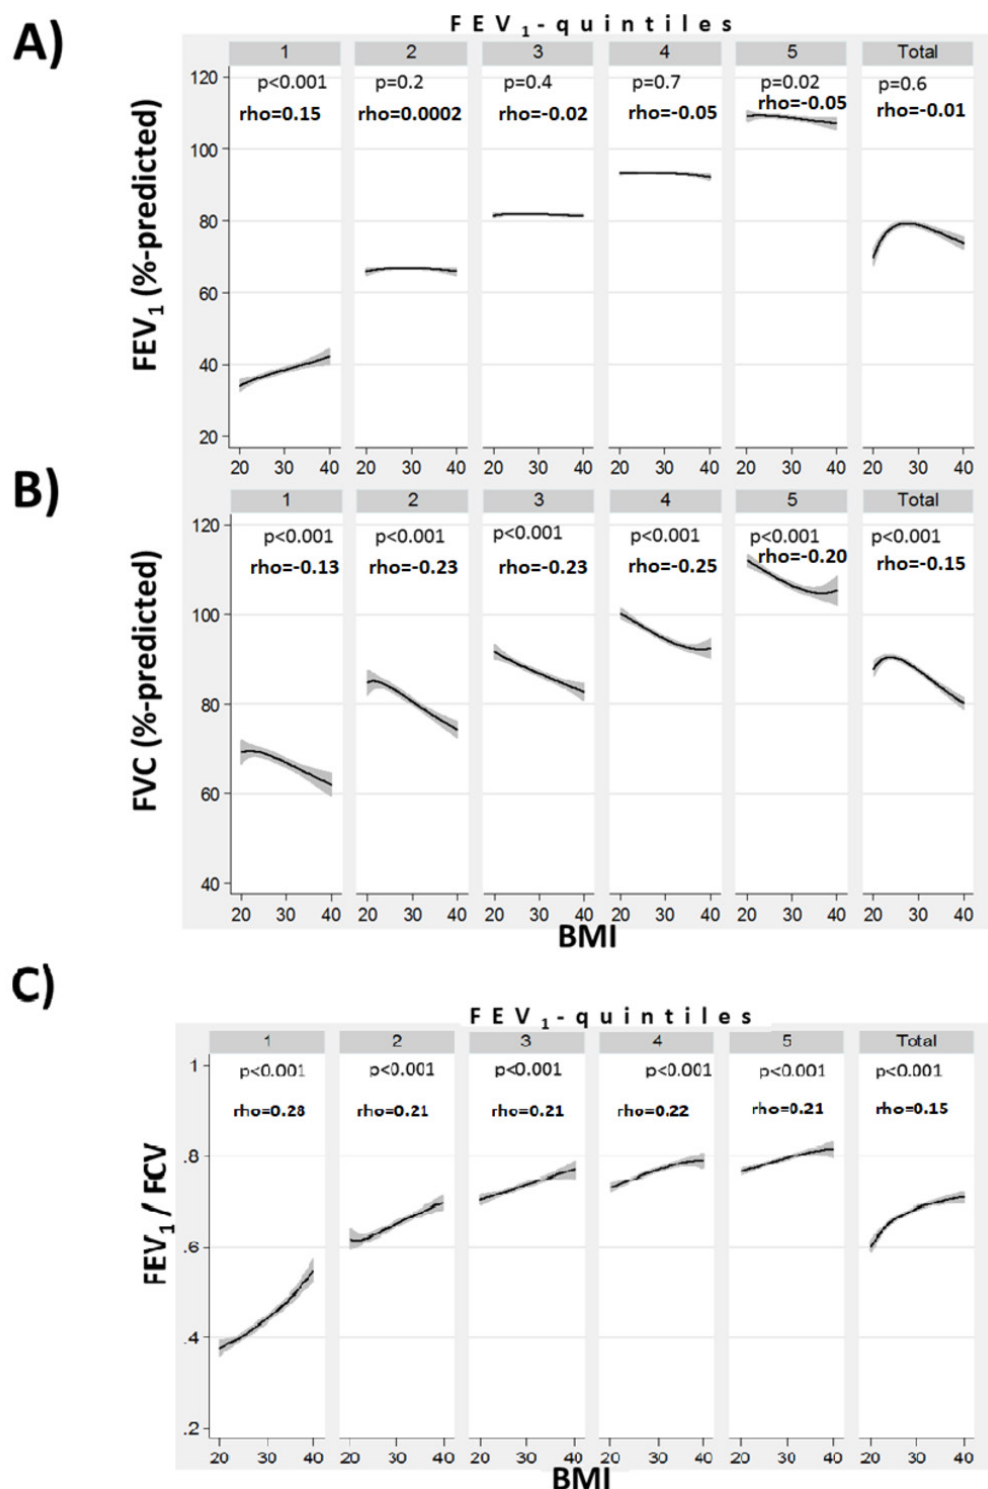 A)
FEV1-quintiles
1 2 3 4 5 Total
p<0.001 p=0.2 p=0.4 p=0.7 p=0.02 p=0.6
rho=0.15 rho=0.0002 rho=-0.02 rho=-0.05 rho=-0.05 rho=-0.01
FEV1 (%-predicted)
120
100
80
60
40
20
20 30 40 20 30 40 20 30 40 20 30 40 20 30 40 20 30 40
B)
1 2 3 4 5 Total
p<0.001 p<0.001 p<0.001 p<0.001 p<0.001 p<0.001
rho=-0.13 rho=-0.23 rho=-0.23 rho=-0.25 rho=-0.20 rho=-0.15
FVC (%-predicted)
120
100
80
60
40
20 30 40 20 30 40 20 30 40 20 30 40 20 30 40 20 30 40
BMI
C)
FEV1-quintiles
1 2 3 4 5 Total
p<0.001 p<0.001 p<0.001 p<0.001 p<0.001 p<0.001
rho=0.28 rho=0.21 rho=0.21 rho=0.22 rho=0.21 rho=0.15
FEV1 / FCV
1
.8
.6
.4
.2
20 30 40 20 30 40 20 30 40 20 30 40 20 30 40 20 30 40
BMI